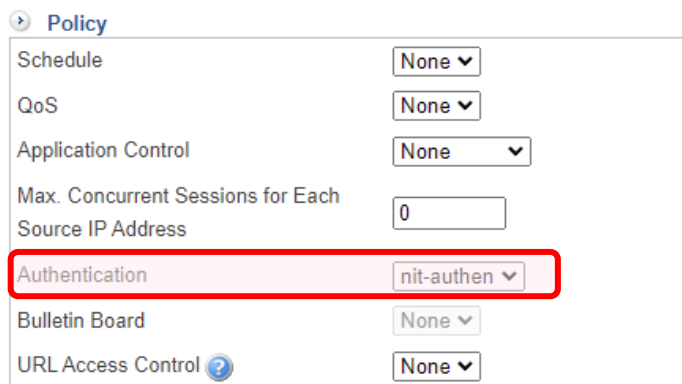 Policy
Schedule None
QoS None
Application Control None
Max. Concurrent Sessions for Each
Source IP Address 0
Authentication nit-authen
Bulletin Board None
URL Access Control ? None